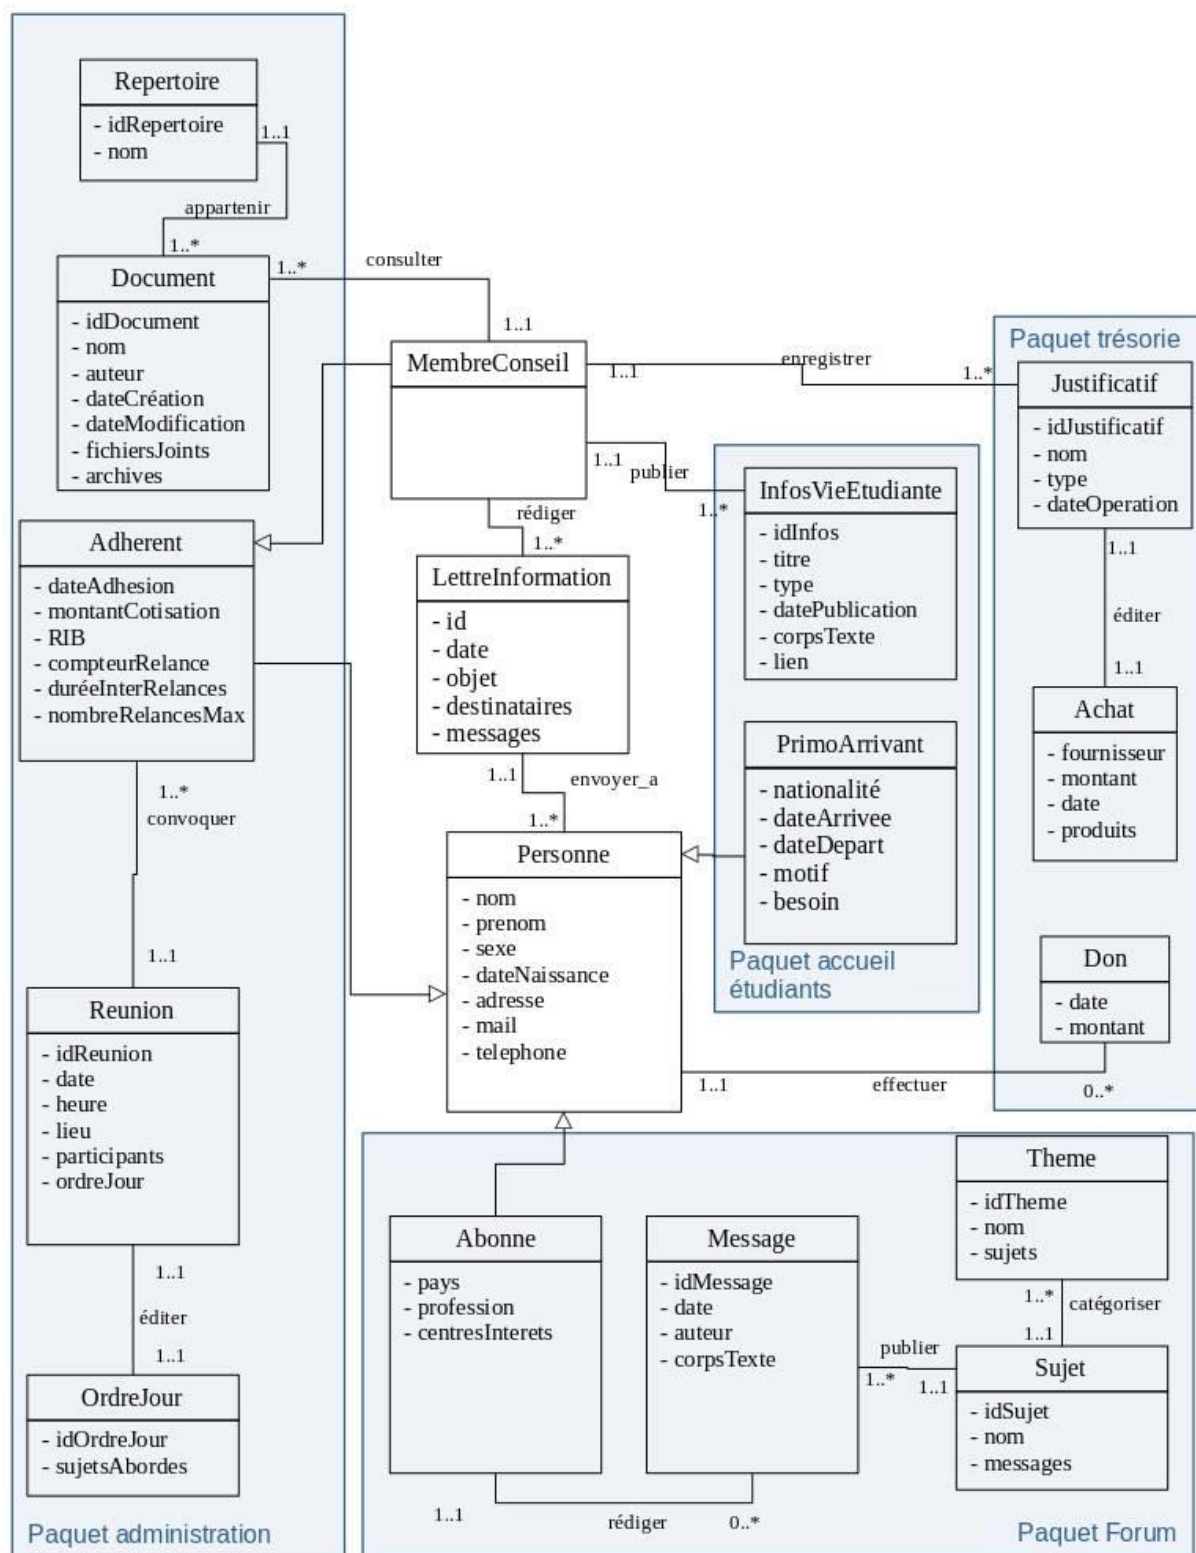 Repertoire
- idRepertoire
- nom
1..1
appartenir
1..*
Document
- idDocument
- nom
- auteur
- dateCréation
- dateModification
- fichiersJoints
- archives
1..*
consulter
1..1
MembreConseil
1..1
enregistrer
1..*
Paquet trésorie
Justificatif
- idJustificatif
- nom
- type
- dateOperation
1..1
éditer
1..1
Achat
- fournisseur
- montant
- date
- produits
Don
- date
- montant
0..*
effectuer
1..1
1..1
publier
1..*
InfosVieEtudiante
- idInfos
- titre
- type
- datePublication
- corpsTexte
- lien
PrimoArrivant
- nationalité
- dateArrivee
- dateDepart
- motif
- besoin
Paquet accueil
étudiants
rédiger
1..*
LettreInformation
- id
- date
- objet
- destinataires
- messages
1..1
envoyer_a
1..*
Personne
- nom
- prenom
- sexe
- dateNaissance
- adresse
- mail
- telephone
Adherent
- dateAdhesion
- montantCotisation
- RIB
- compteurRelance
- duréeInterRelances
- nombreRelancesMax
1..*
convoquer
1..1
Reunion
- idReunion
- date
- heure
- lieu
- participants
- ordreJour
1..1
éditer
1..1
OrdreJour
- idOrdreJour
- sujetsAbordes
Paquet administration
Abonne
- pays
- profession
- centresInterets
1..1
rédiger
0..*
Message
- idMessage
- date
- auteur
- corpsTexte
publier
1..*
1..1
Theme
- idTheme
- nom
- sujets
1..*
catégoriser
1..1
Sujet
- idSujet
- nom
- messages
Paquet Forum